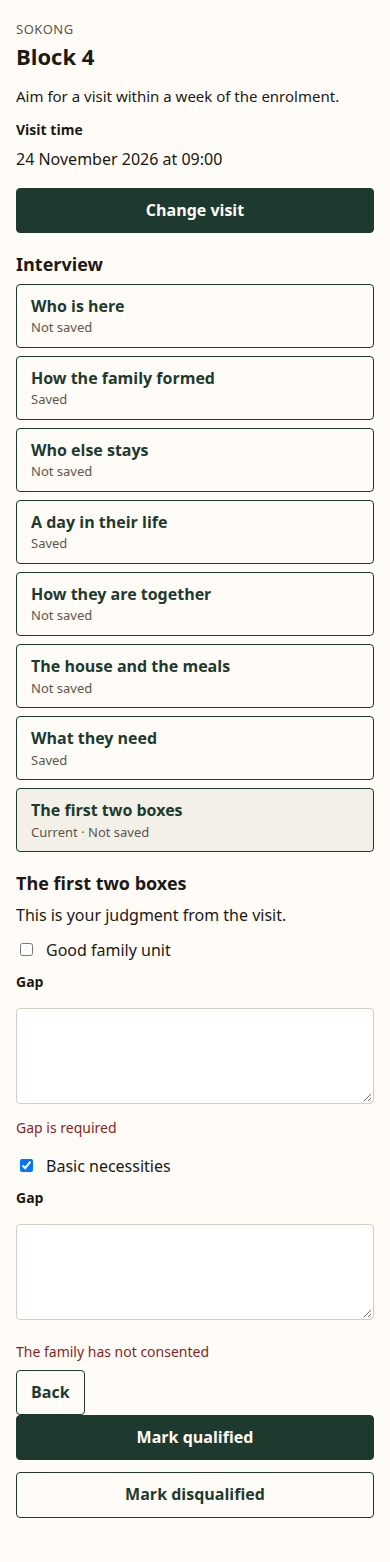 SOKONG
Block 4
Aim for a visit within a week of the enrolment.
Visit time
24 November 2026 at 09:00
Change visit
Interview
Who is here
Not saved
How the family formed
Saved
Who else stays
Not saved
A day in their life
Saved
How they are together
Not saved
The house and the meals
Not saved
What they need
Saved
The first two boxes
Current · Not saved
The first two boxes
This is your judgment from the visit.
Good family unit
Gap
Gap is required
Basic necessities
Gap
The family has not consented
Back
Mark qualified
Mark disqualified